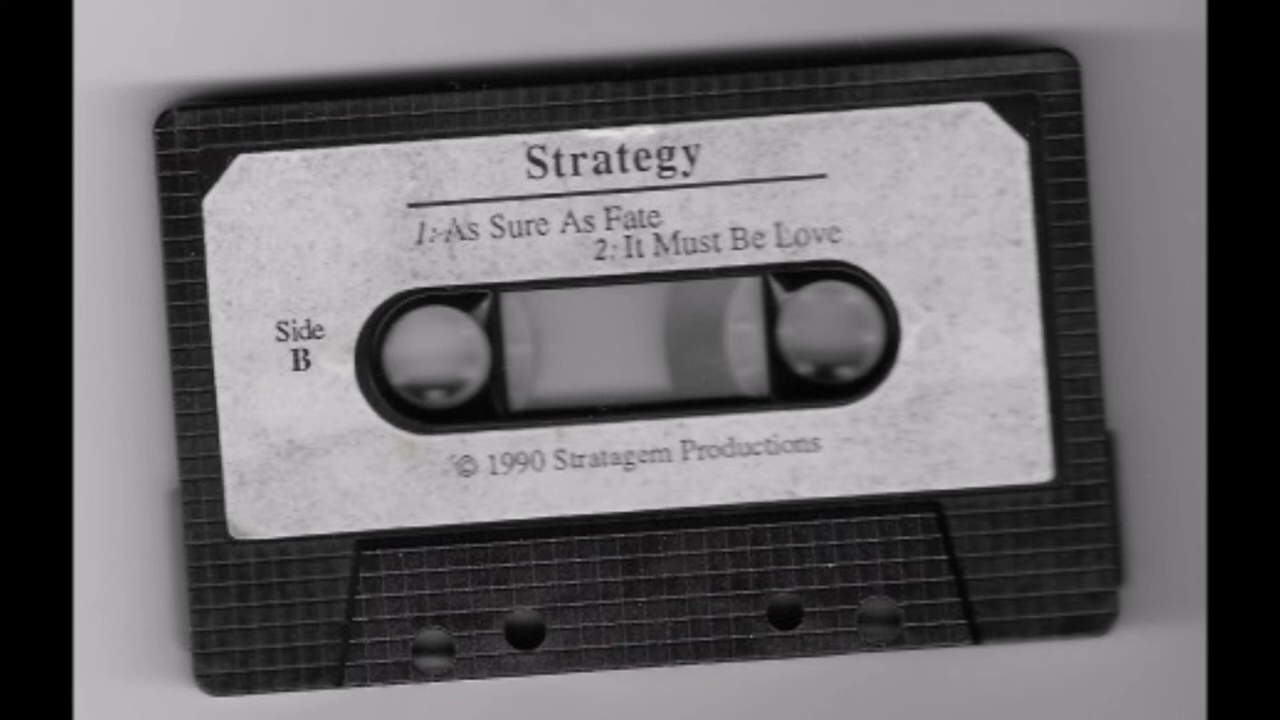 Strategy
1: As Sure As Fate
2: It Must Be Love
Side
B
© 1990 Stratagem Productions